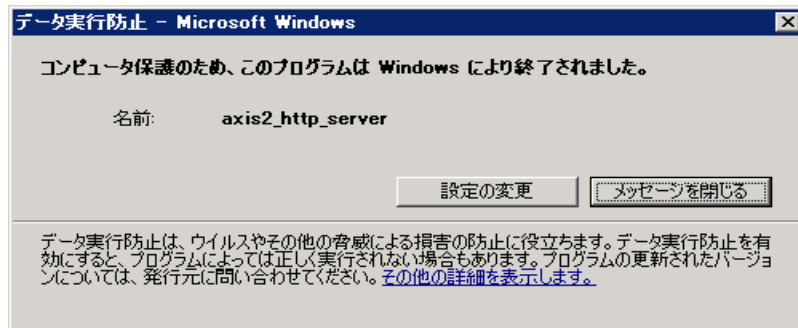 データ実行防止 - Microsoft Windows
コンピュータ保護のため、このプログラムは Windows により終了されました。
名前: axis2_http_server
設定の変更 メッセージを閉じる
データ実行防止は、ウイルスやその他の脅威による損害の防止に役立ちます。データ実行防止を有
効にすると、プログラムによっては正しく実行されない場合もあります。プログラムの更新されたバージョ
ンについては、発行元に問い合わせてください。その他の詳細を表示します。